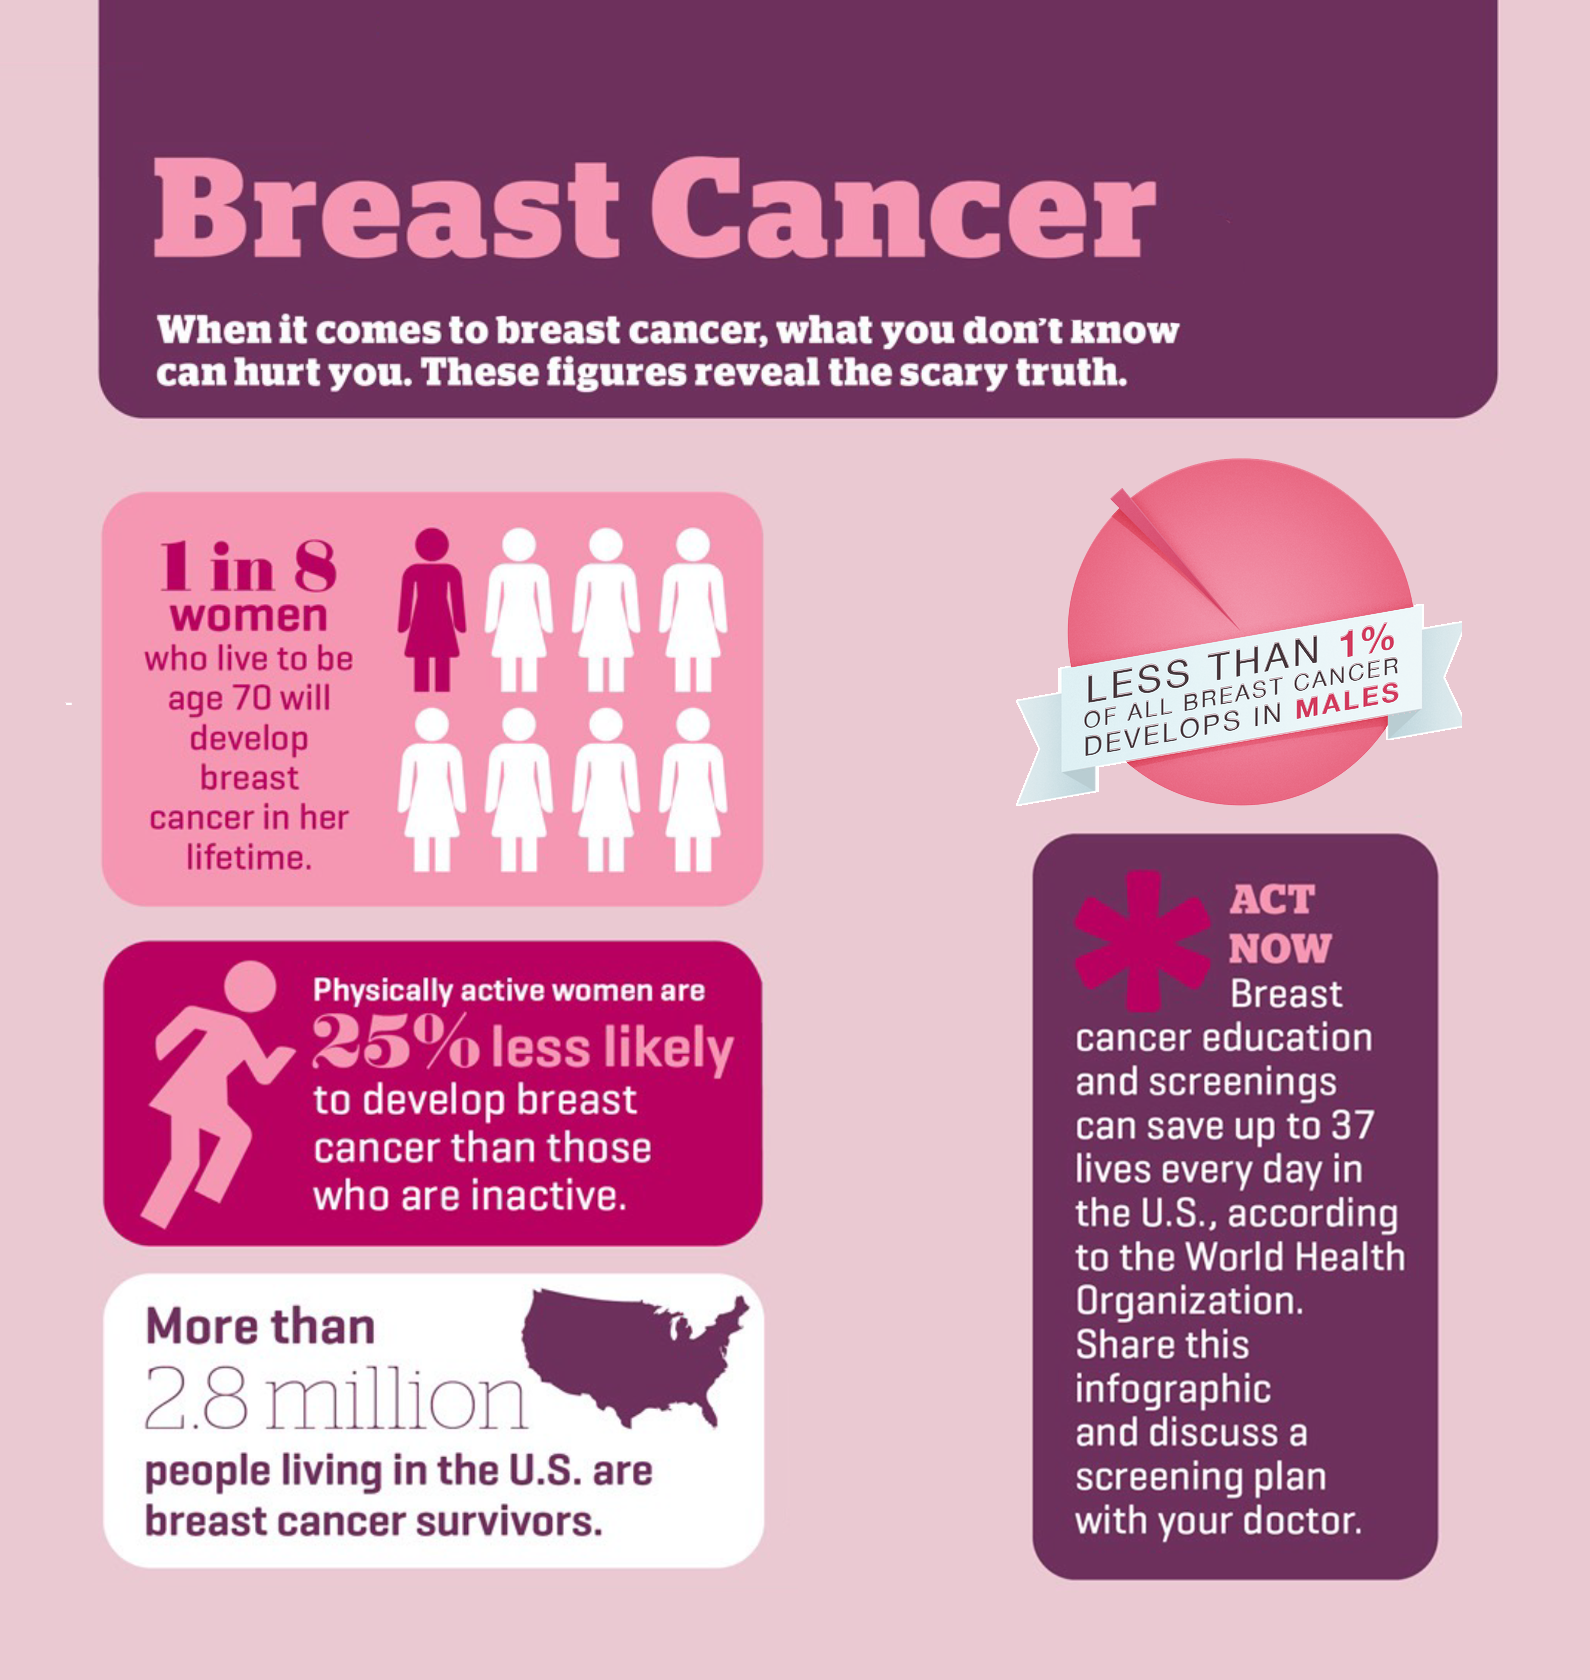 Breast Cancer
When it comes to breast cancer, what you don't know
can hurt you. These figures reveal the scary truth.
1 in 8
women
who live to be
age 70 will
develop
breast
cancer in her
lifetime.
Physically active women are
25% less likely
to develop breast
cancer than those
who are inactive.
More than
2.8 million
people living in the U.S. are
breast cancer survivors.
LESS THAN 1%
OF ALL BREAST CANCER
DEVELOPS IN MALES
ACT
NOW
Breast
cancer education
and screenings
can save up to 37
lives every day in
the U.S., according
to the World Health
Organization.
Share this
infographic
and discuss a
screening plan
with your doctor.